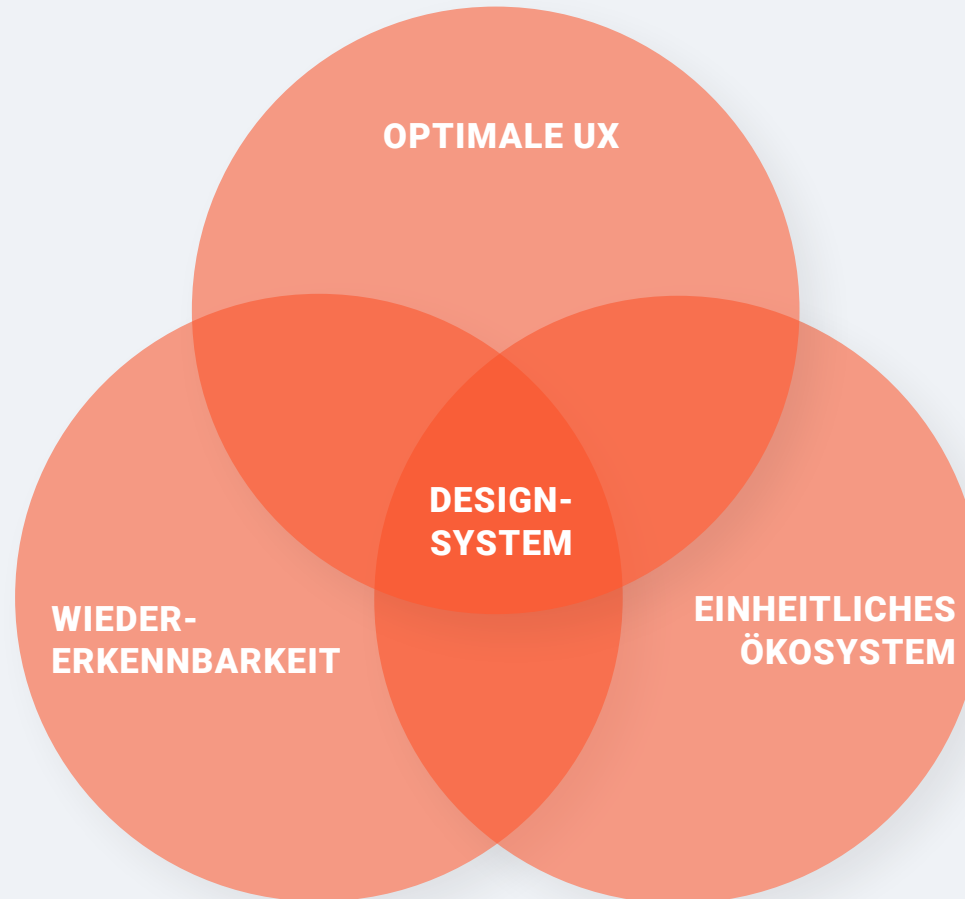 OPTIMALE UX
DESIGN-
SYSTEM
WIEDER-
ERKENNBARKEIT
EINHEITLICHES
ÖKOSYSTEM